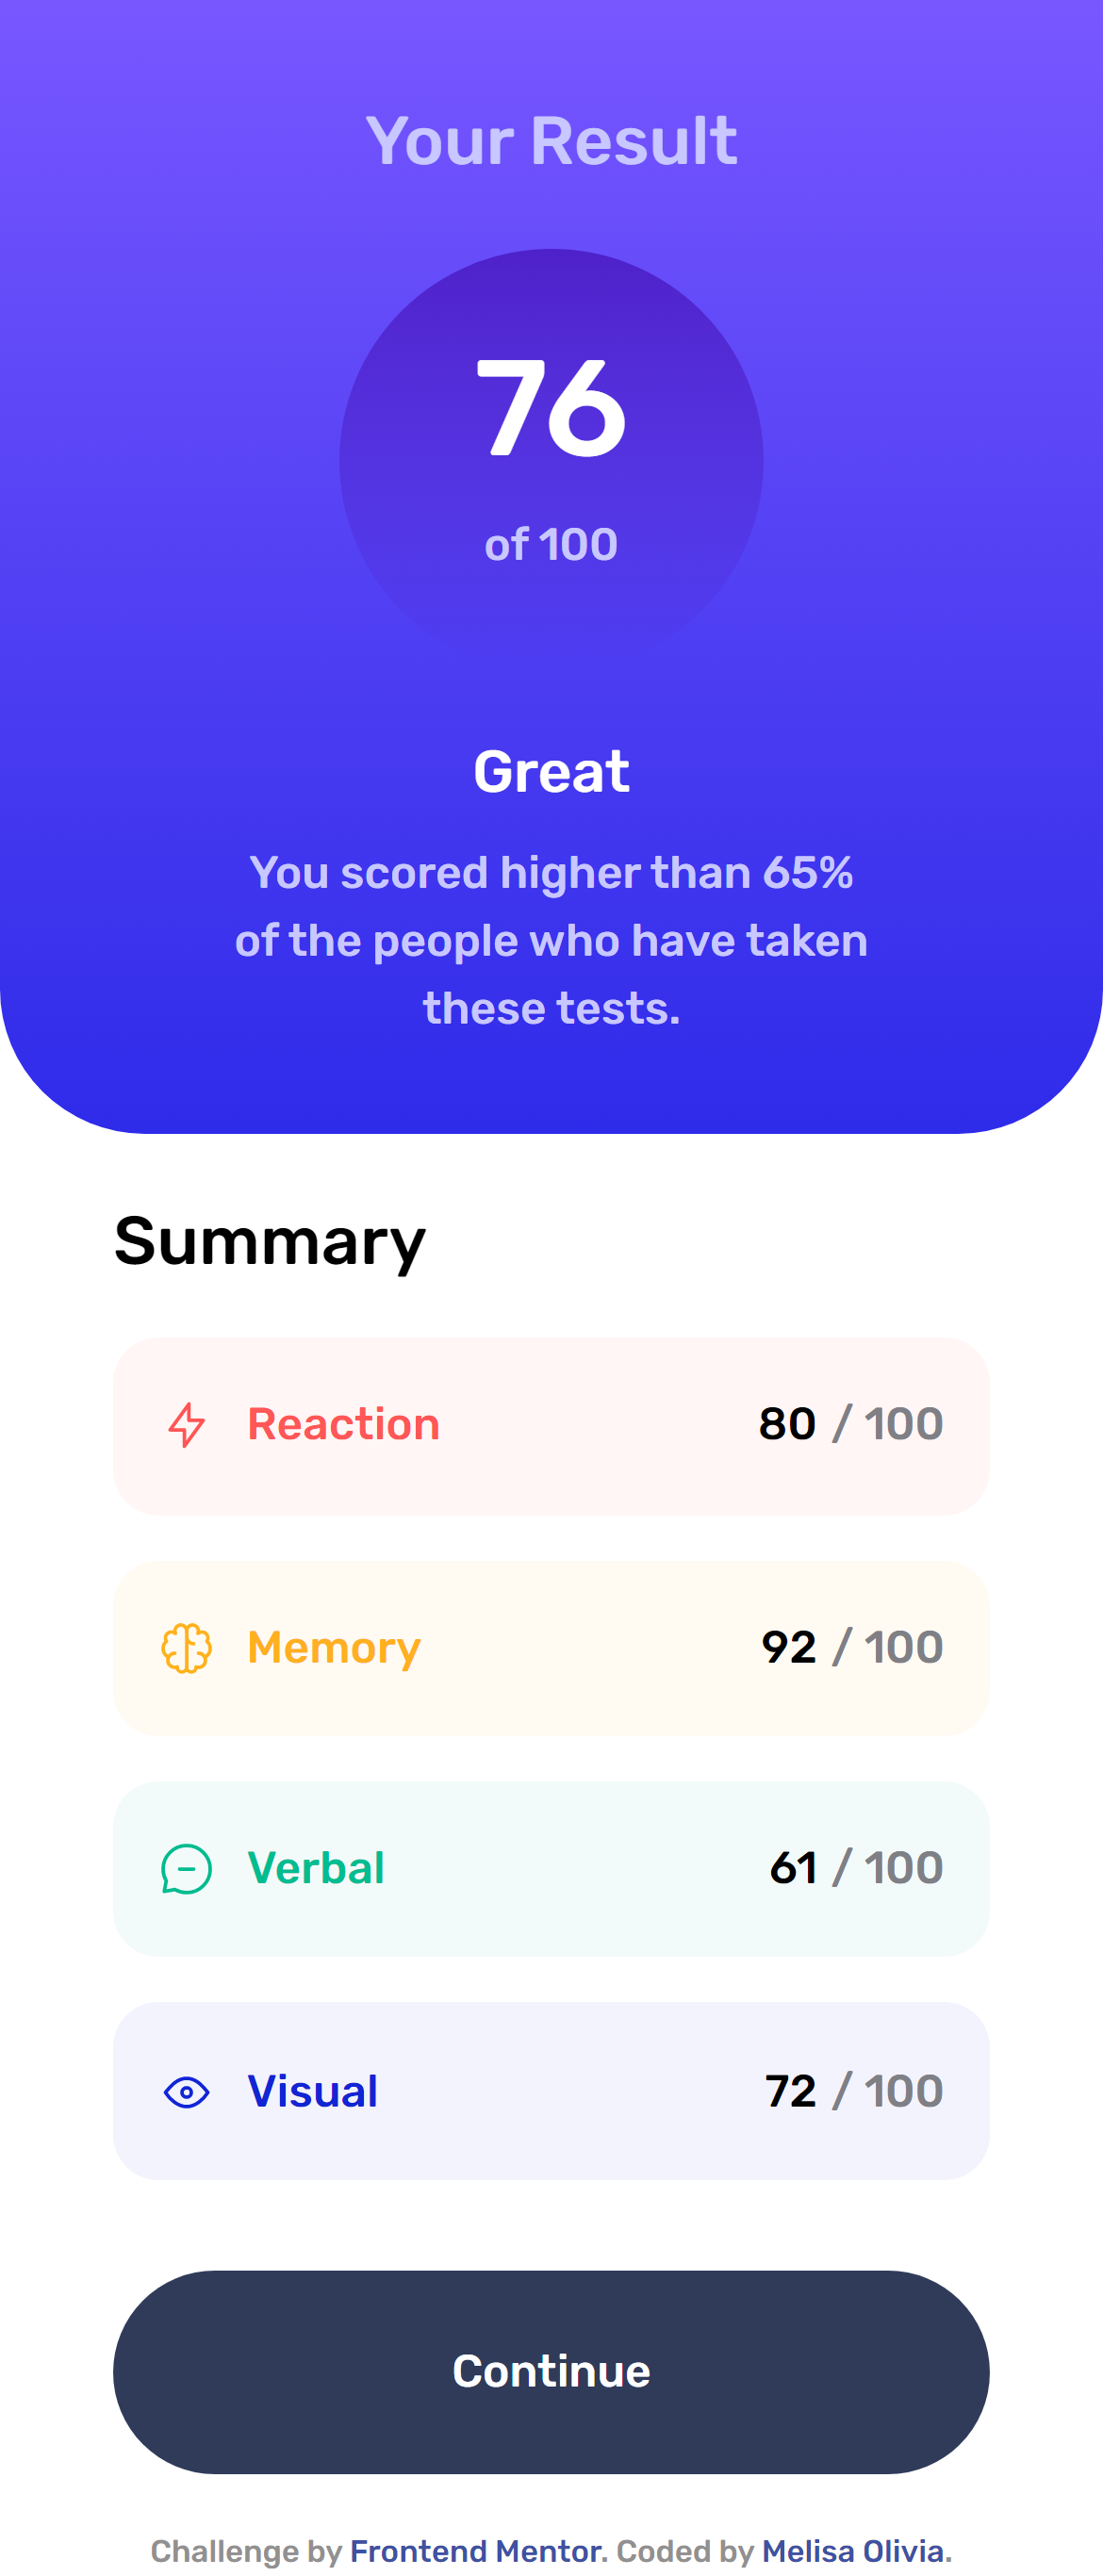 Your Result
76
of 100
Great
You scored higher than 65%
of the people who have taken
these tests.
Summary
Reaction 80 / 100
Memory 92 / 100
Verbal 61 / 100
Visual 72 / 100
Continue
Challenge by Frontend Mentor. Coded by Melisa Olivia.